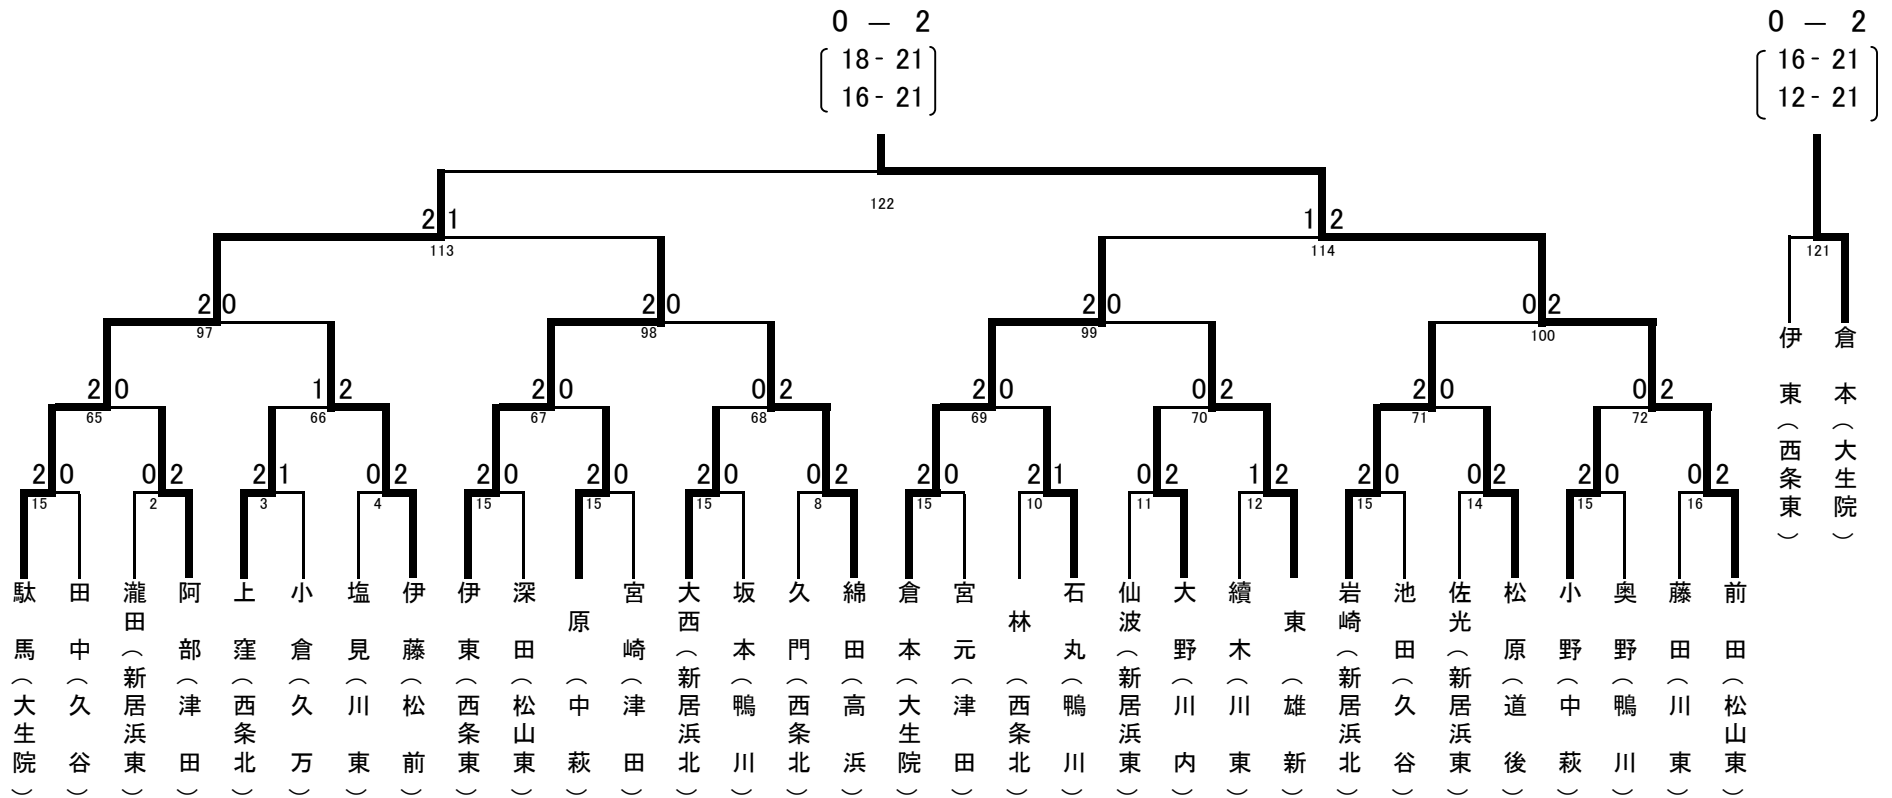 0 — 2
18 - 21
16 - 21
0 — 2
16 - 21
12 - 21
122
2 1
113
1 2
114
121
2 0
97
2 0
98
2 0
99
0 2
100
2 0
65
1 2
66
2 0
67
0 2
68
2 0
69
0 2
70
2 0
71
0 2
72
2 0
15
0 2
2
2 1
3
0 2
4
2 0
15
2 0
15
2 0
15
0 2
8
2 0
15
2 1
10
0 2
11
1 2
12
2 0
15
0 2
14
2 0
15
0 2
16
伊東（西条東）
倉本（大生院）
駄馬（大生院）
田中（久谷）
瀧田（新居浜東）
阿部（津田）
上窪（西条北）
小倉（久万）
塩見（川東）
伊藤（松前）
伊東（西条東）
深田（松山東）
原（中萩）
宮崎（津田）
大西（新居浜北）
坂本（鴨川）
久門（西条北）
綿田（高浜）
倉本（大生院）
宮元（津田）
林（西条北）
石丸（鴨川）
仙波（新居浜東）
大野（川内）
續木（川東）
東（雄新）
岩崎（新居浜北）
池田（久谷）
佐光（新居浜東）
松原（道後）
小野（中萩）
奥野（鴨川）
藤田（川東）
前田（松山東）